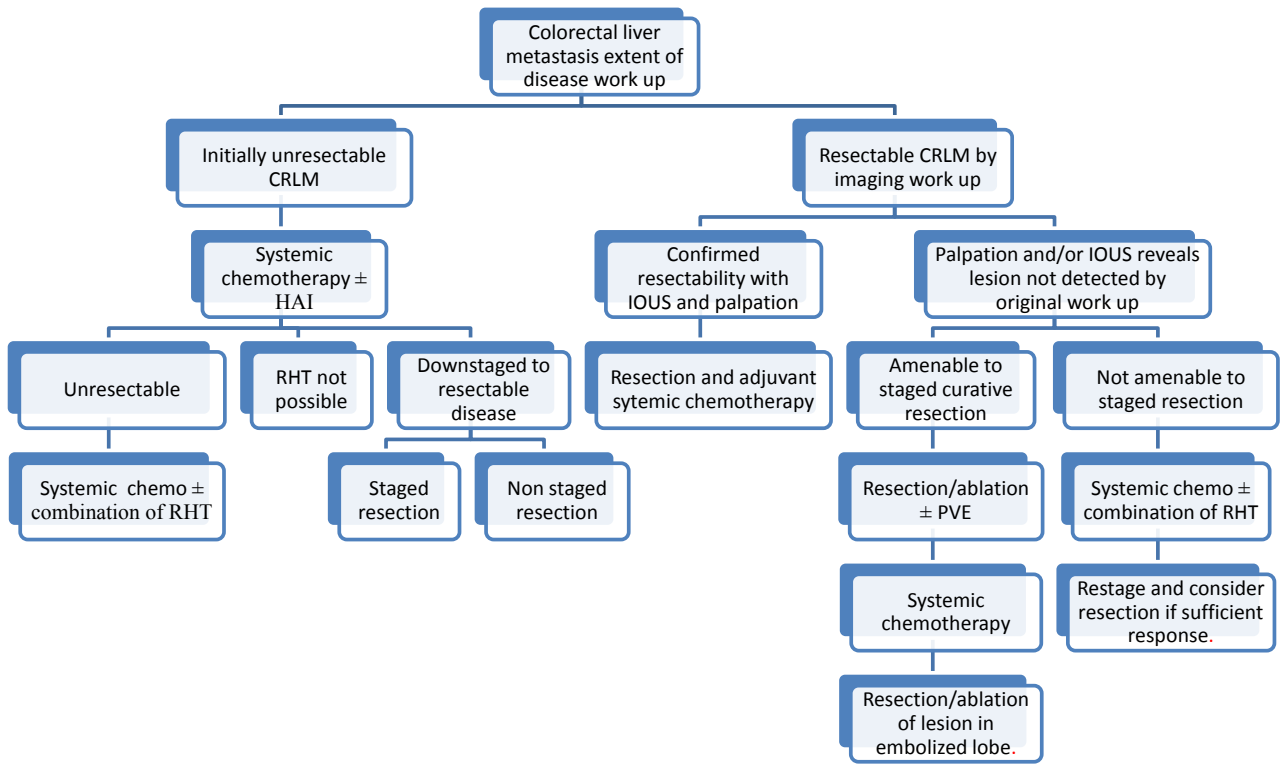 Colorectal liver
metastasis extent of
disease work up
Initially unresectable
CRLM
Resectable CRLM by
imaging work up
Systemic
chemotherapy ±
HAI
Confirmed
resectability with
IOUS and palpation
Palpation and/or IOUS reveals
lesion not detected by
original work up
Unresectable
RHT not
possible
Downstaged to
resectable
disease
Resection and adjuvant
sytemic chemotherapy
Amenable to
staged curative
resection
Not amenable to
staged resection
Systemic chemo ±
combination of RHT
Staged
resection
Non staged
resection
Resection/ablation
± PVE
Systemic chemo ±
combination of RHT
Systemic
chemotherapy
Restage and consider
resection if sufficient
response.
Resection/ablation
of lesion in
embolized lobe.